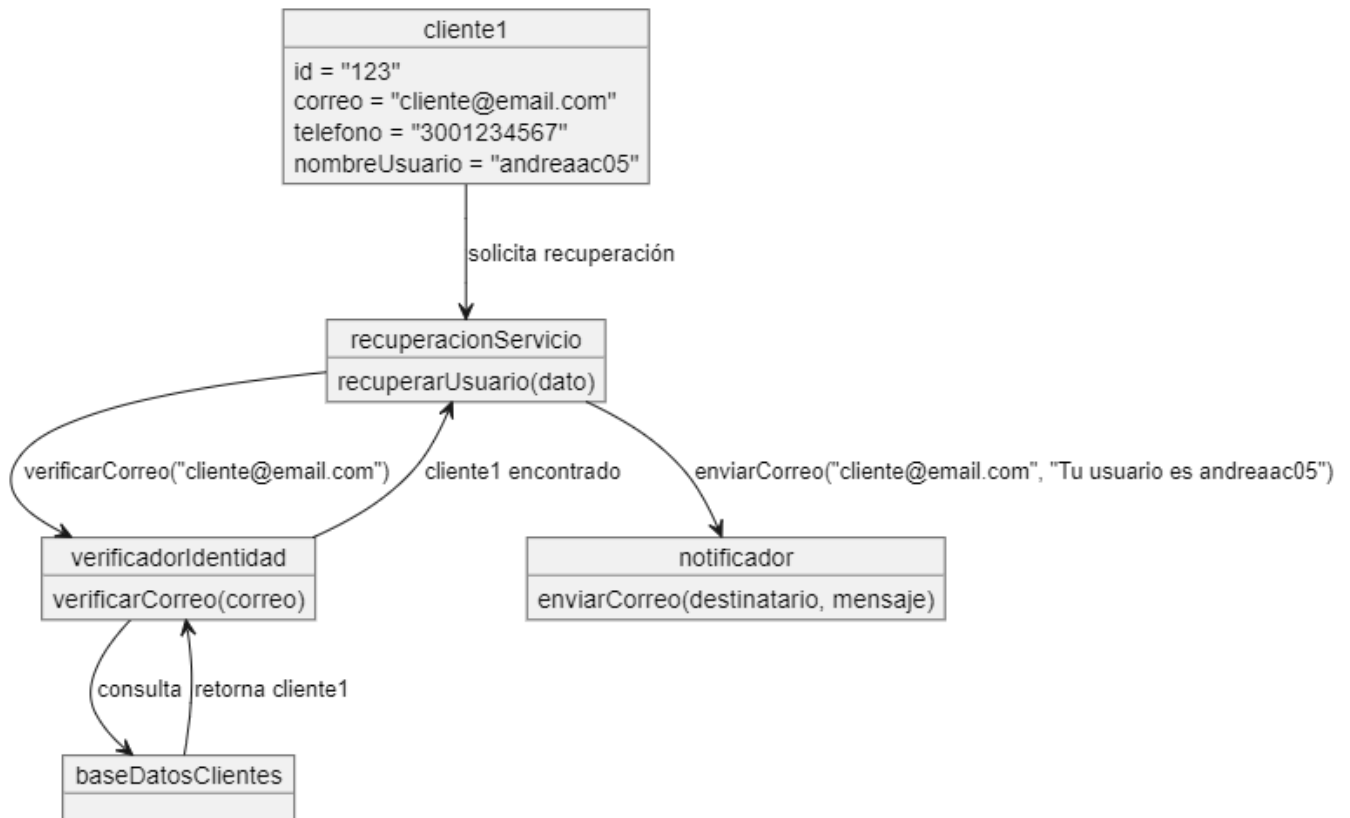 cliente1
id = "123"
correo = "cliente@email.com"
telefono = "3001234567"
nombreUsuario = "andreaac05"
solicita recuperación
recuperacionServicio
recuperarUsuario(dato)
verificarCorreo("cliente@email.com")
cliente1 encontrado
enviarCorreo("cliente@email.com", "Tu usuario es andreaac05")
verificadorIdentidad
verificarCorreo(correo)
notificador
enviarCorreo(destinatario, mensaje)
consulta
retorna cliente1
baseDatosClientes